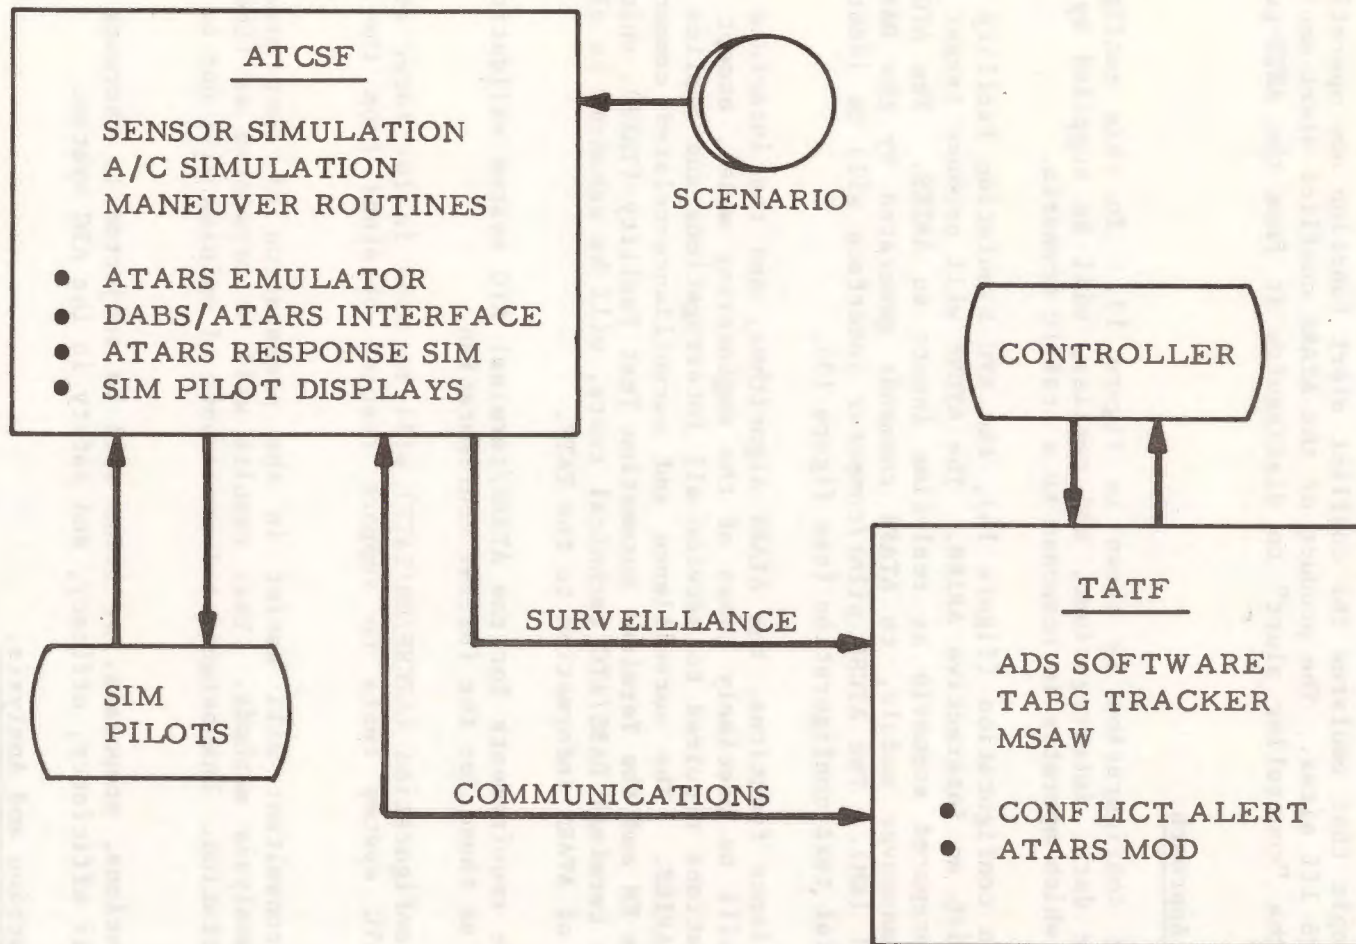 ATCSF
SENSOR SIMULATION
A/C SIMULATION
MANEUVER ROUTINES
• ATARS EMULATOR
• DABS/ATARS INTERFACE
• ATARS RESPONSE SIM
• SIM PILOT DISPLAYS
SCENARIO
CONTROLLER
SIM
PILOTS
SURVEILLANCE
COMMUNICATIONS
TATF
ADS SOFTWARE
TABG TRACKER
MSAW
• CONFLICT ALERT
• ATARS MOD